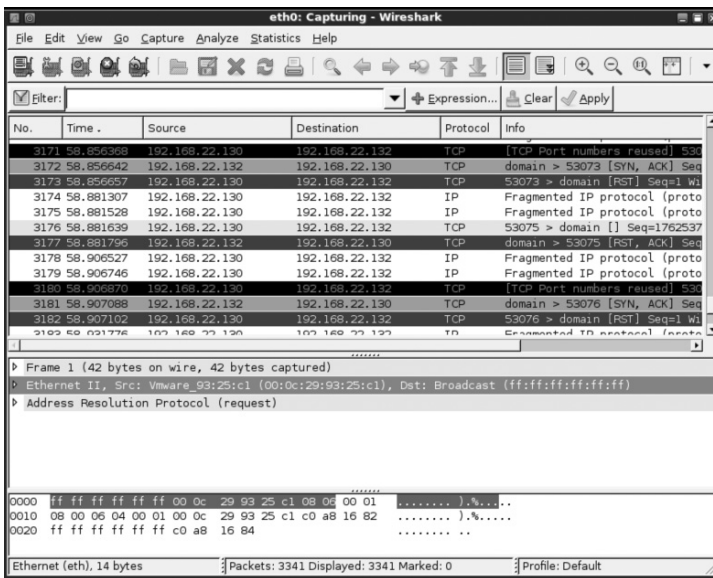 eth0: Capturing - Wireshark
File Edit View Go Capture Analyze Statistics Help
Filter: Expression... Clear Apply
No. Time . Source Destination Protocol Info
3171 58.856368 192.168.22.130 192.168.22.132 TCP [TCP Port numbers reused] 530
3172 58.856642 192.168.22.132 192.168.22.130 TCP domain > 53073 [SYN, ACK] Seq
3173 58.856657 192.168.22.130 192.168.22.132 TCP 53073 > domain [RST] Seq=1 Wi
3174 58.881307 192.168.22.130 192.168.22.132 IP Fragmented IP protocol (proto
3175 58.881528 192.168.22.130 192.168.22.132 IP Fragmented IP protocol (proto
3176 58.881639 192.168.22.130 192.168.22.132 TCP 53075 > domain [] Seq=1762537
3177 58.881796 192.168.22.132 192.168.22.130 TCP domain > 53075 [RST, ACK] Seq
3178 58.906527 192.168.22.130 192.168.22.132 IP Fragmented IP protocol (proto
3179 58.906746 192.168.22.130 192.168.22.132 IP Fragmented IP protocol (proto
3180 58.906870 192.168.22.130 192.168.22.132 TCP [TCP Port numbers reused] 530
3181 58.907088 192.168.22.132 192.168.22.130 TCP domain > 53076 [SYN, ACK] Seq
3182 58.907102 192.168.22.130 192.168.22.132 TCP 53076 > domain [RST] Seq=1 Wi
3183 58.931776 192.168.22.130 192.168.22.132 IP Fragmented IP protocol (proto
Frame 1 (42 bytes on wire, 42 bytes captured)
Ethernet II, Src: Vmware_93:25:c1 (00:0c:29:93:25:c1), Dst: Broadcast (ff:ff:ff:ff:ff:ff)
Address Resolution Protocol (request)
0000 ff ff ff ff ff ff 00 0c 29 93 25 c1 08 06 00 01 ........ ).%.....
0010 08 00 06 04 00 01 00 0c 29 93 25 c1 c0 a8 16 82 ........ ).%.....
0020 ff ff ff ff ff ff c0 a8 16 84 ........ ..
Ethernet (eth), 14 bytes Packets: 3341 Displayed: 3341 Marked: 0 Profile: Default